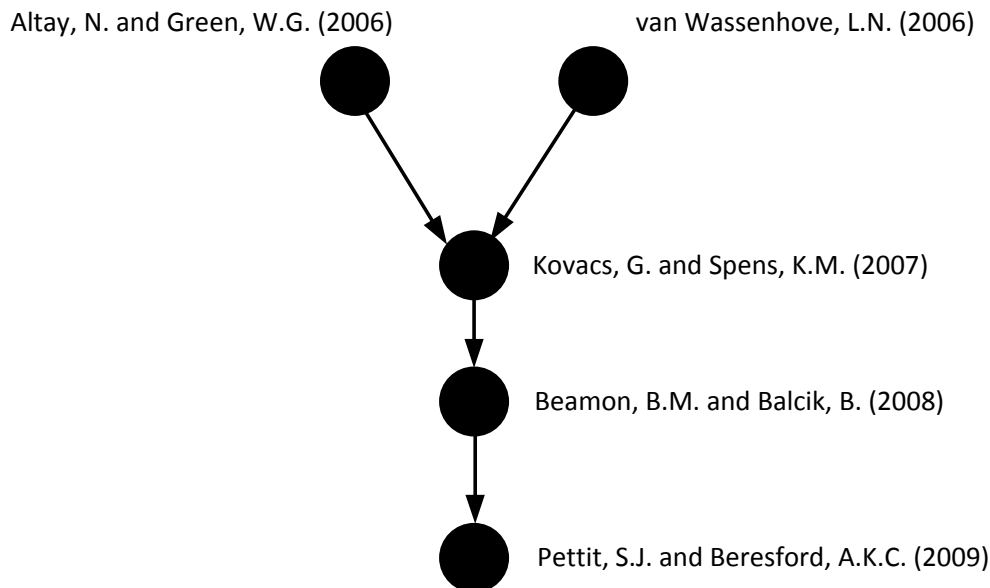 Altay, N. and Green, W.G. (2006)
van Wassenhove, L.N. (2006)
Kovacs, G. and Spens, K.M. (2007)
Beamon, B.M. and Balcik, B. (2008)
Pettit, S.J. and Beresford, A.K.C. (2009)